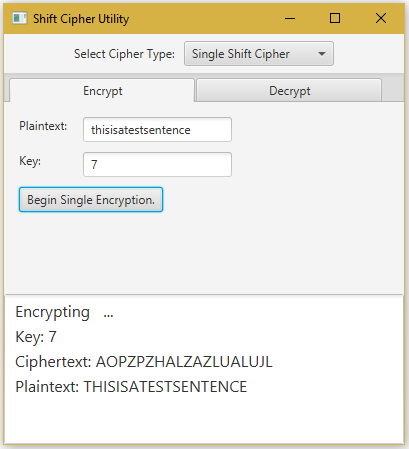 Shift Cipher Utility
Select Cipher Type: Single Shift Cipher
Encrypt Decrypt
Plaintext: thisisatestsentence
Key: 7
Begin Single Encryption.
Encrypting ...
Key: 7
Ciphertext: AOPZPZHALZAZLUALUJL
Plaintext: THISISATESTSENTENCE